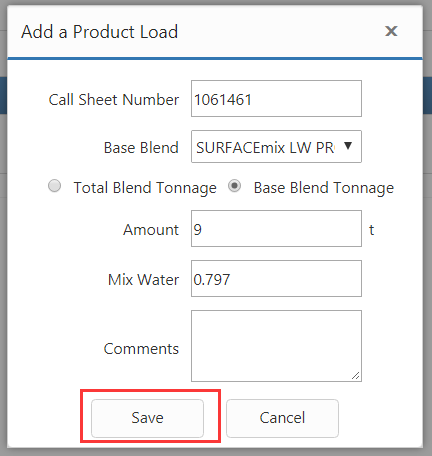 Add a Product Load
Call Sheet Number 1061461
Base Blend SURFACEmix LW PR
Total Blend Tonnage Base Blend Tonnage
Amount 9 t
Mix Water 0.797
Comments
Save Cancel